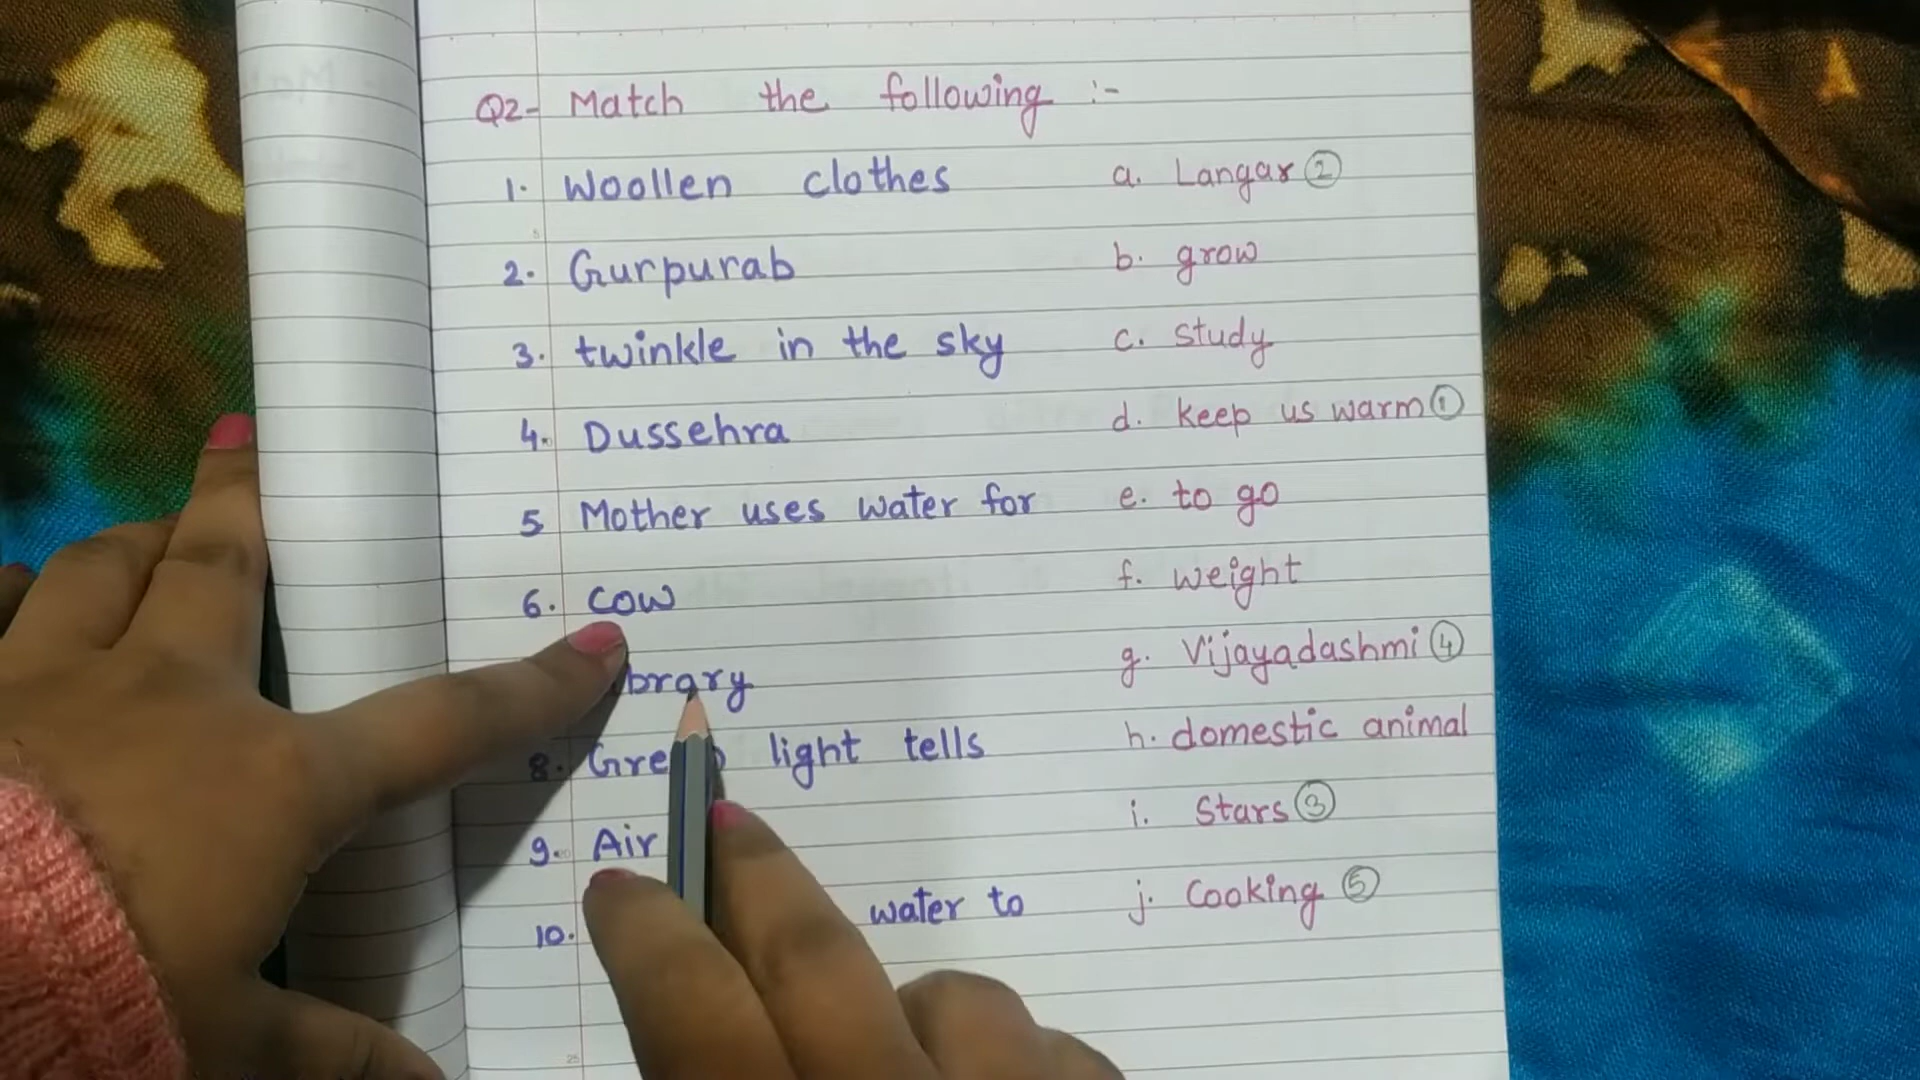 Q2- Match the following :-
1. Woollen clothes a. Langar ②
2. Gurpurab b. grow
3. twinkle in the sky c. study
4. Dussehra d. keep us warm ①
5 Mother uses water for e. to go
6. Cow f. weight
brary g. Vijayadashmi ④
8. Gre light tells h. domestic animal
9. Air i. Stars ③
10. water to j. Cooking ⑤
25